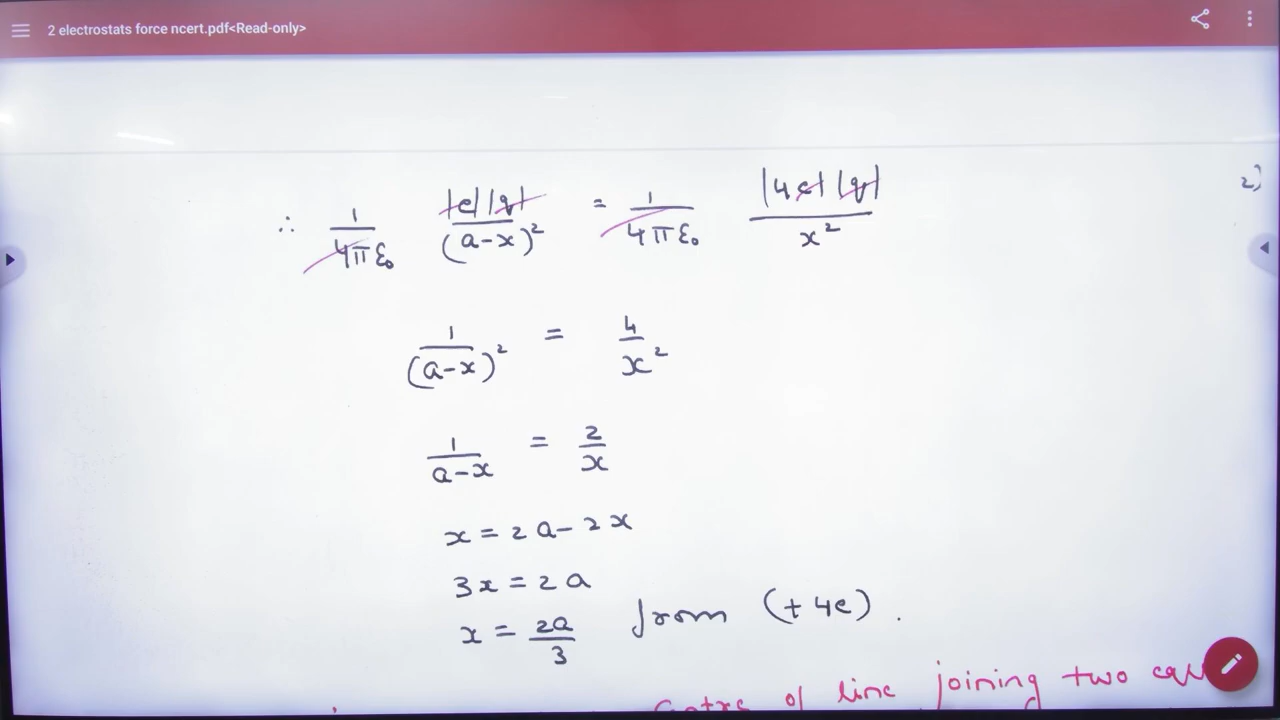 2 electrostats force ncert.pdf<Read-only>
2)
∴ 1/(4πε₀) |e||q|/(a-x)² = 1/(4πε₀) |4e||q|/x²
1/(a-x)² = 4/x²
1/(a-x) = 2/x
x = 2a - 2x
3x = 2a
x = 2a/3 from (+4e).
of line joining two